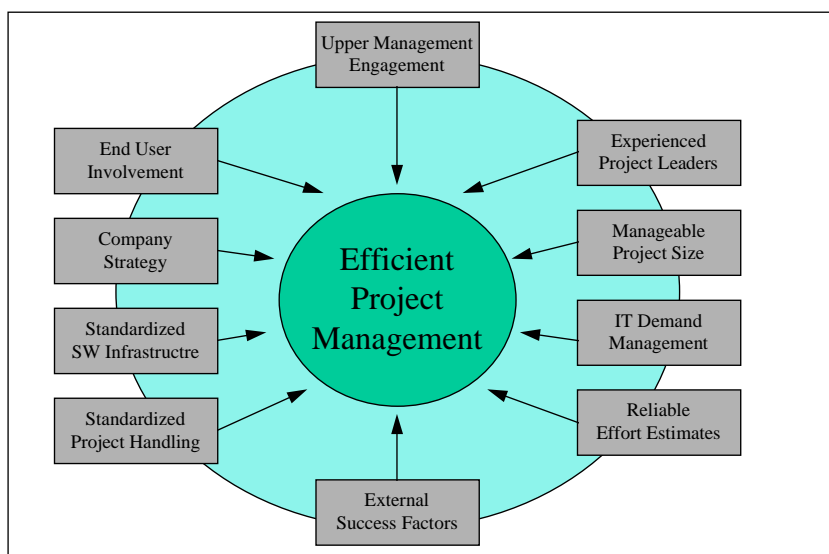 Upper Management
Engagement
End User
Involvement
Experienced
Project Leaders
Company
Strategy
Manageable
Project Size
Efficient
Project
Management
Standardized
SW Infrastructre
IT Demand
Management
Standardized
Project Handling
Reliable
Effort Estimates
External
Success Factors